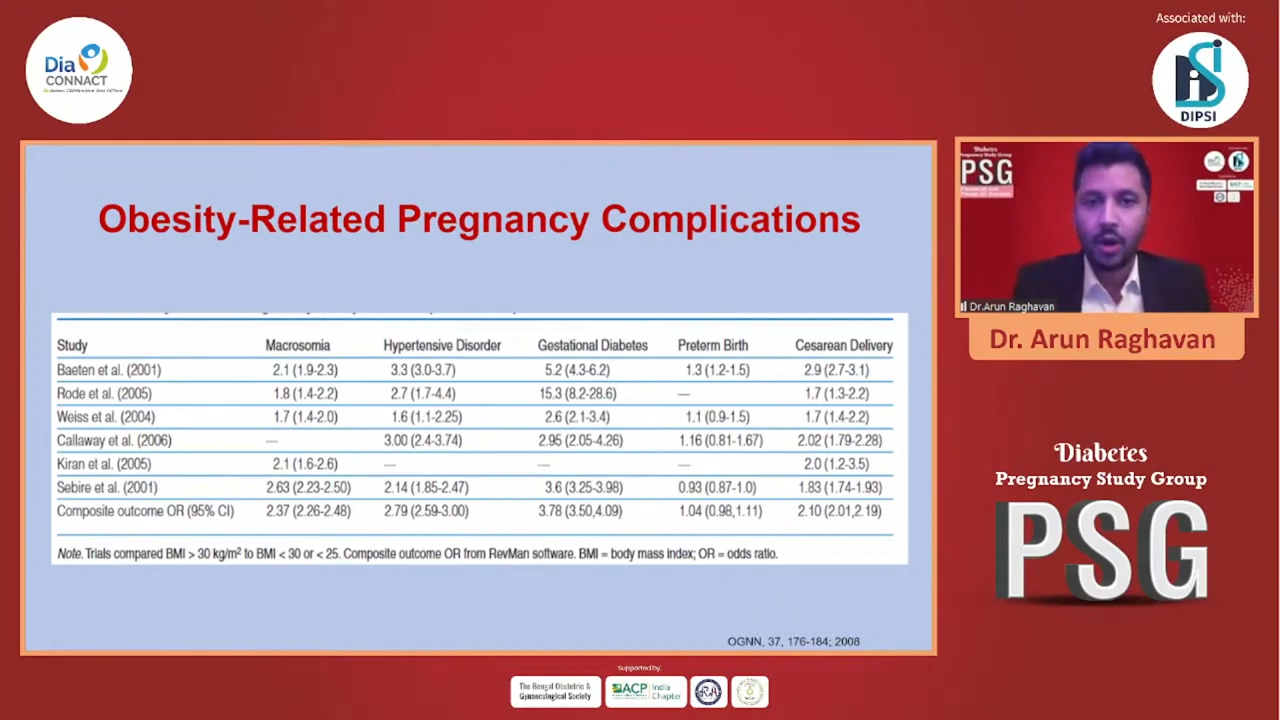 Associated with:
Dia
CONNACT
DIPSI
Diabetes
Pregnancy Study Group
PSG
Dr.Arun Raghavan
Dr. Arun Raghavan
Obesity-Related Pregnancy Complications
Study Macrosomia Hypertensive Disorder Gestational Diabetes Preterm Birth Cesarean Delivery
Baeten et al. (2001) 2.1 (1.9-2.3) 3.3 (3.0-3.7) 5.2 (4.3-6.2) 1.3 (1.2-1.5) 2.9 (2.7-3.1)
Rode et al. (2005) 1.8 (1.4-2.2) 2.7 (1.7-4.4) 15.3 (8.2-28.6) — 1.7 (1.3-2.2)
Weiss et al. (2004) 1.7 (1.4-2.0) 1.6 (1.1-2.25) 2.6 (2.1-3.4) 1.1 (0.9-1.5) 1.7 (1.4-2.2)
Callaway et al. (2006) — 3.00 (2.4-3.74) 2.95 (2.05-4.26) 1.16 (0.81-1.67) 2.02 (1.79-2.28)
Kiran et al. (2005) 2.1 (1.6-2.6) — — — 2.0 (1.2-3.5)
Sebire et al. (2001) 2.63 (2.23-2.50) 2.14 (1.85-2.47) 3.6 (3.25-3.98) 0.93 (0.87-1.0) 1.83 (1.74-1.93)
Composite outcome OR (95% CI) 2.37 (2.26-2.48) 2.79 (2.59-3.00) 3.78 (3.50,4.09) 1.04 (0.98,1.11) 2.10 (2.01,2.19)
Note. Trials compared BMI > 30 kg/m² to BMI < 30 or < 25. Composite outcome OR from RevMan software. BMI = body mass index; OR = odds ratio.
OGNN, 37, 176-184; 2008
Diabetes
Pregnancy Study Group
PSG
Supported by:
The Bengal Obstetric &
Gynaecological Society
ACP India
Chapter